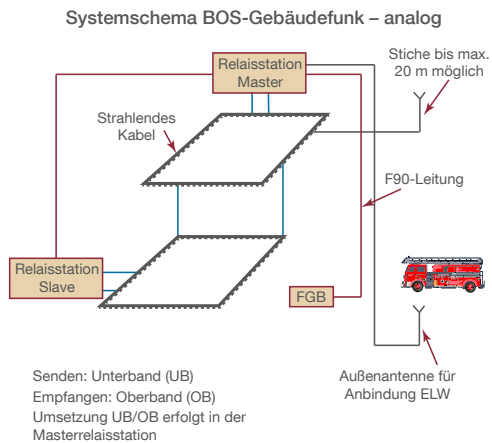 Systemschema BOS-Gebäudefunk – analog
Relaisstation
Master
Stiche bis max.
20 m möglich
Strahlendes
Kabel
F90-Leitung
Relaisstation
Slave
FGB
Außenantenne für
Anbindung ELW
Senden: Unterband (UB)
Empfangen: Oberband (OB)
Umsetzung UB/OB erfolgt in der
Masterrelaisstation